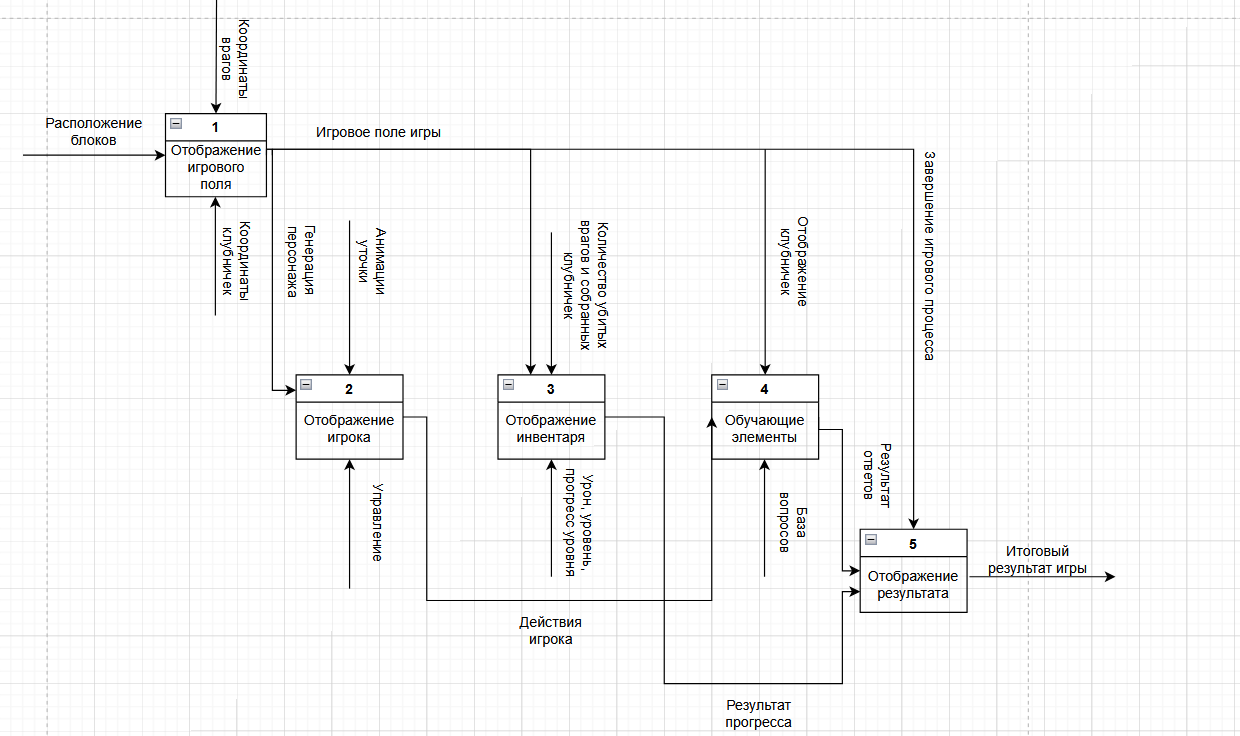 Координаты
врагов
Расположение
блоков
1
Отображение
игрового
поля
Игровое поле игры
Координаты
клубничек
Генерация
персонажа
Анимации
уточки
Количество убитых
врагов и собранных
клубничек
Отображение
клубничек
Завершение игрового процесса
2
Отображение
игрока
3
Отображение
инвентаря
4
Обучающие
элементы
Управление
Урон, уровень,
прогресс уровня
База
вопросов
Результат
ответов
5
Отображение
результата
Итоговый
результат игры
Действия
игрока
Результат
прогресса